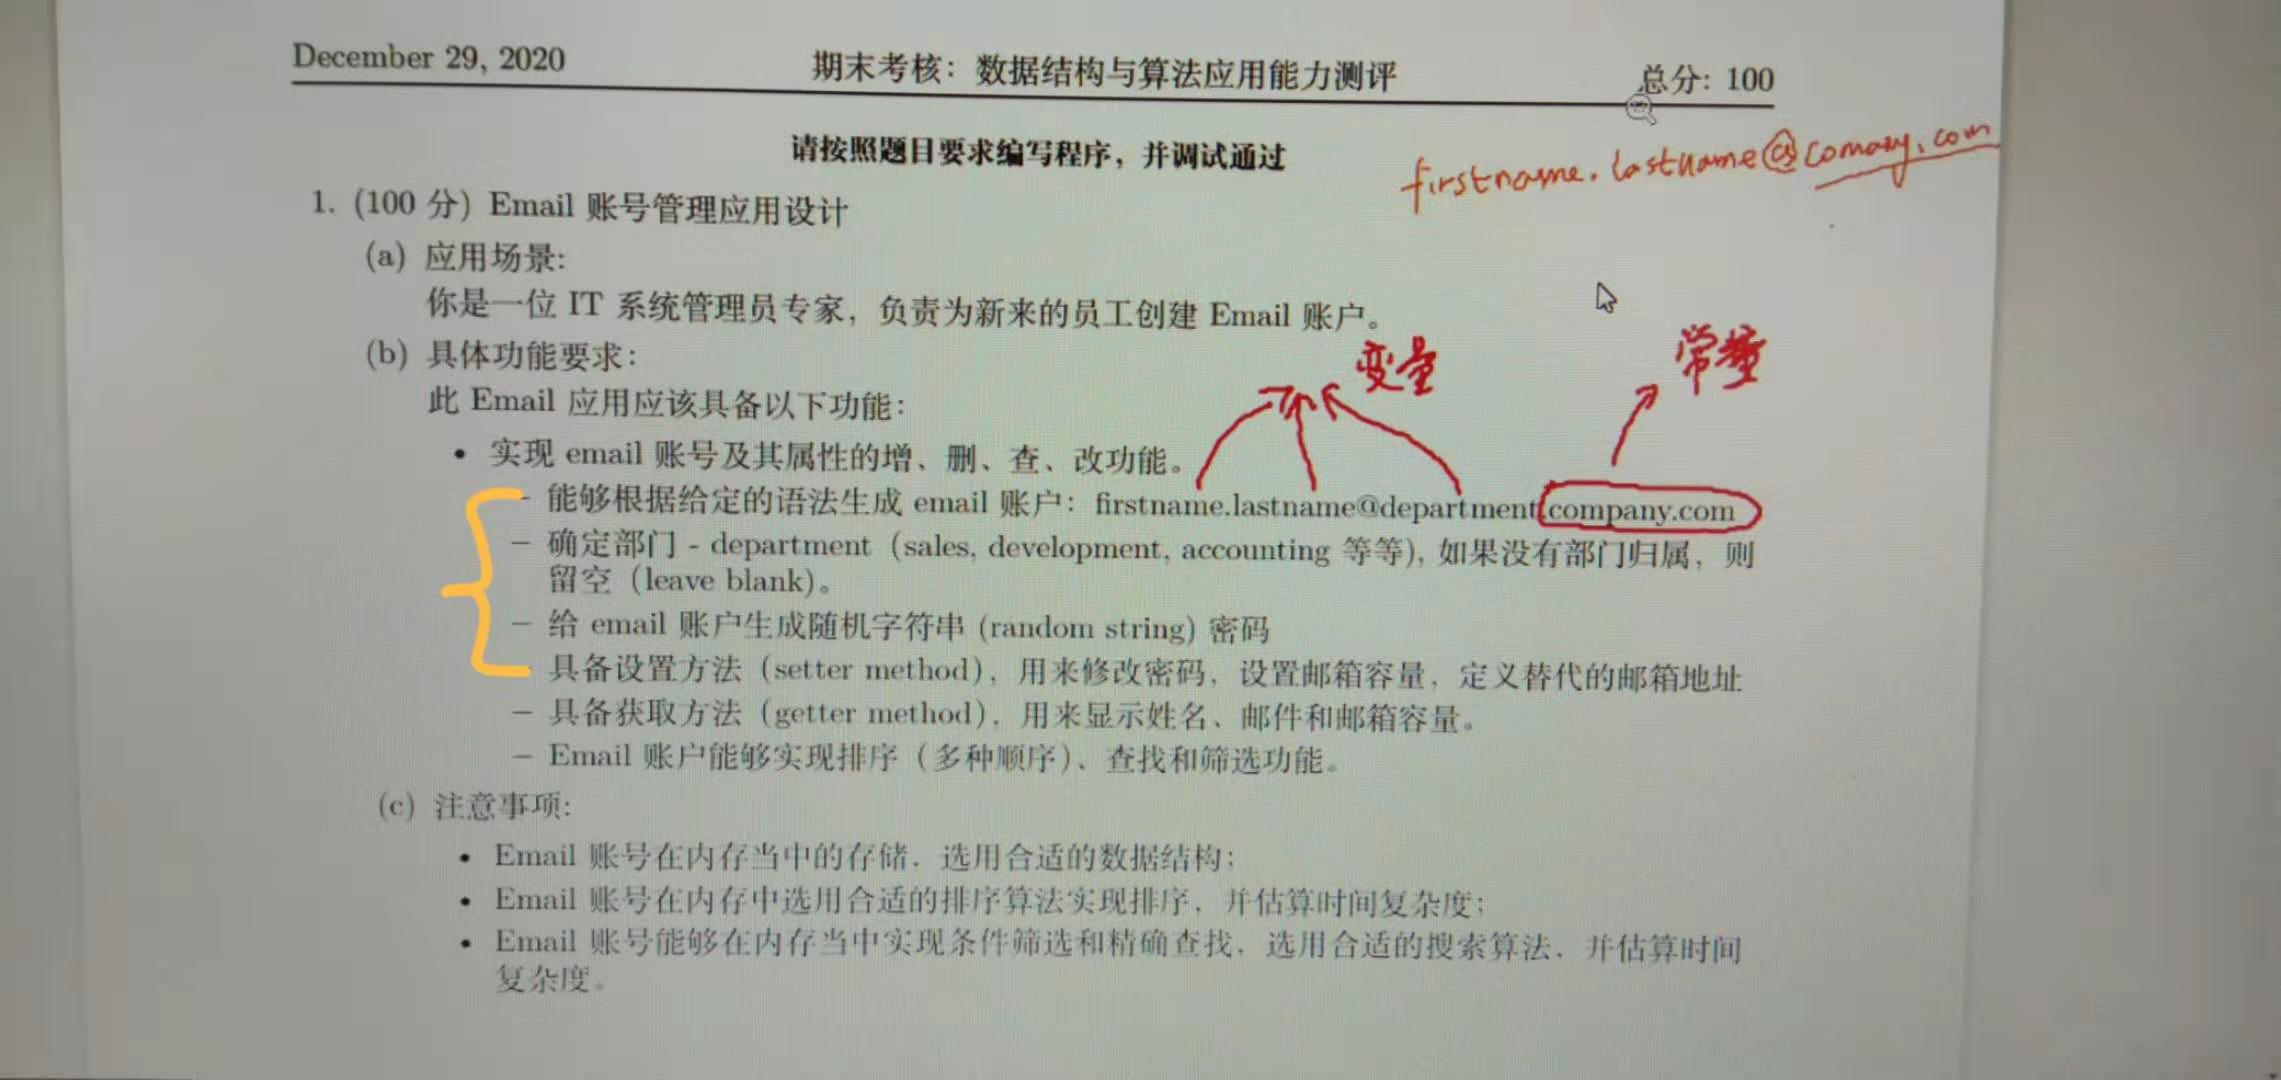 December 29, 2020 期末考核：数据结构与算法应用能力测评 总分：100
请按照题目要求编写程序，并调试通过
firstname.lastname@comany.com
1. (100 分) Email 账号管理应用设计
(a) 应用场景:
你是一位 IT 系统管理员专家，负责为新来的员工创建 Email 账户。
(b) 具体功能要求:
变量
常量
此 Email 应用应该具备以下功能：
• 实现 email 账号及其属性的增、删、查、改功能。
– 能够根据给定的语法生成 email 账户：firstname.lastname@department.company.com
– 确定部门 - department（sales, development, accounting 等等), 如果没有部门归属，则
留空（leave blank)。
– 给 email 账户生成随机字符串 (random string) 密码
– 具备设置方法（setter method)，用来修改密码，设置邮箱容量，定义替代的邮箱地址
– 具备获取方法（getter method)，用来显示姓名、邮件和邮箱容量。
– Email 账户能够实现排序（多种顺序)、查找和筛选功能。
(c) 注意事项:
• Email 账号在内存当中的存储，选用合适的数据结构；
• Email 账号在内存中选用合适的排序算法实现排序，并估算时间复杂度；
• Email 账号能够在内存当中实现条件筛选和精确查找，选用合适的搜索算法，并估算时间
复杂度。